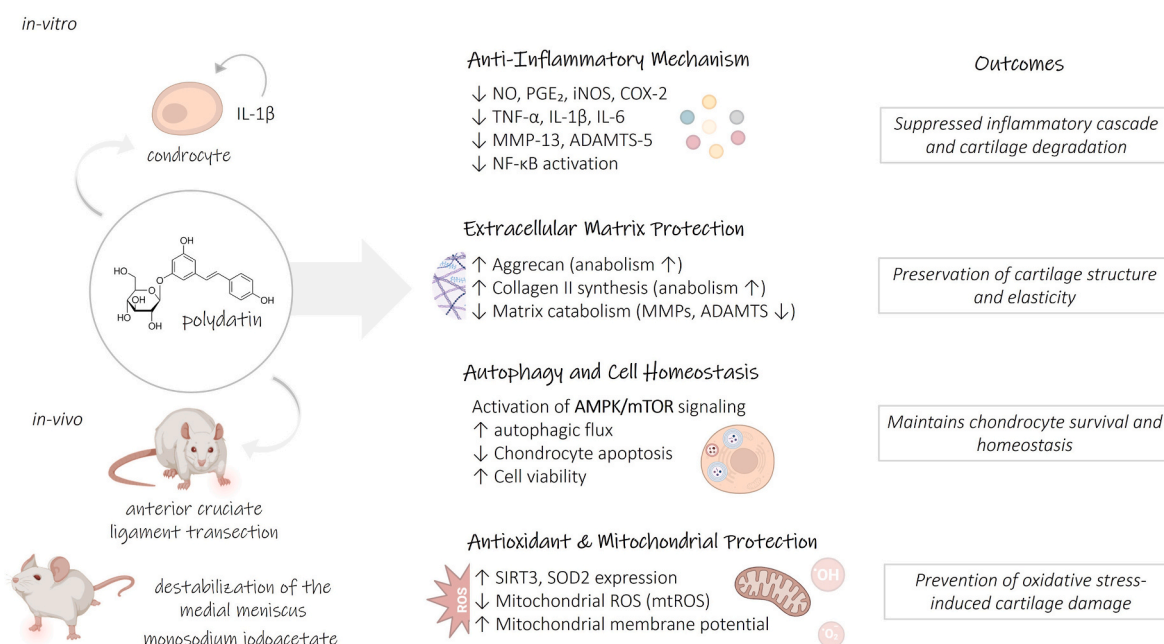 in-vitro
IL-1β
condrocyte
OH
HO
O
O
OH
HO
OH
HO
OH
polydatin
in-vivo
anterior cruciate
ligament transection
destabilization of the
medial meniscus
monosodium iodoacetate
Anti-Inflammatory Mechanism
↓ NO, PGE₂, iNOS, COX-2
↓ TNF-α, IL-1β, IL-6
↓ MMP-13, ADAMTS-5
↓ NF-κB activation
Extracellular Matrix Protection
↑ Aggrecan (anabolism ↑)
↑ Collagen II synthesis (anabolism ↑)
↓ Matrix catabolism (MMPs, ADAMTS ↓)
Autophagy and Cell Homeostasis
Activation of AMPK/mTOR signaling
↑ autophagic flux
↓ Chondrocyte apoptosis
↑ Cell viability
Antioxidant & Mitochondrial Protection
ROS
↑ SIRT3, SOD2 expression
↓ Mitochondrial ROS (mtROS)
↑ Mitochondrial membrane potential
·OH
·O₂⁻
Outcomes
Suppressed inflammatory cascade
and cartilage degradation
Preservation of cartilage structure
and elasticity
Maintains chondrocyte survival and
homeostasis
Prevention of oxidative stress-
induced cartilage damage